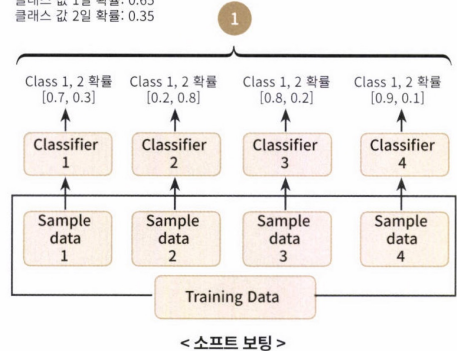 클래스 값 1일 확률: 0.65
클래스 값 2일 확률: 0.35
1
Class 1, 2 확률
[0.7, 0.3]
Class 1, 2 확률
[0.2, 0.8]
Class 1, 2 확률
[0.8, 0.2]
Class 1, 2 확률
[0.9, 0.1]
Classifier
1
Classifier
2
Classifier
3
Classifier
4
Sample
data
1
Sample
data
2
Sample
data
3
Sample
data
4
Training Data
< 소프트 보팅 >